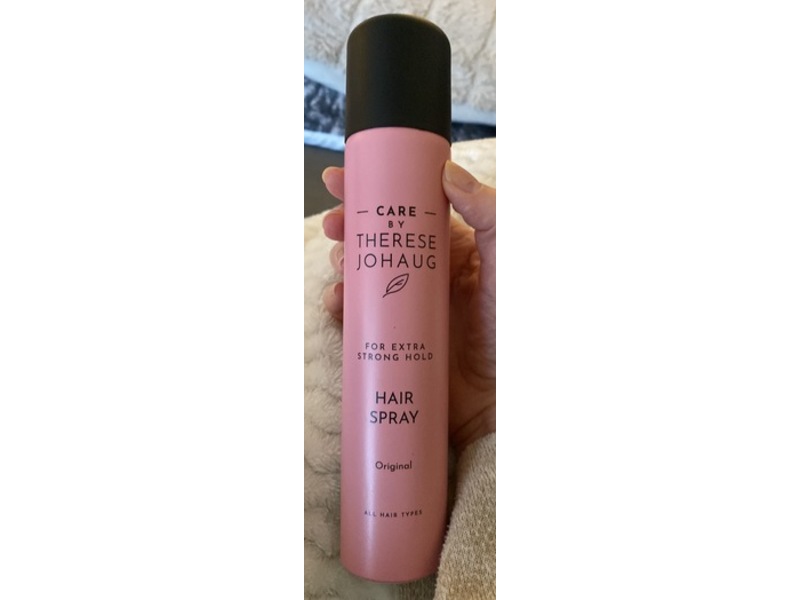 — CARE —
BY
THERESE
JOHAUG
FOR EXTRA
STRONG HOLD
HAIR
SPRAY
Original
ALL HAIR TYPES